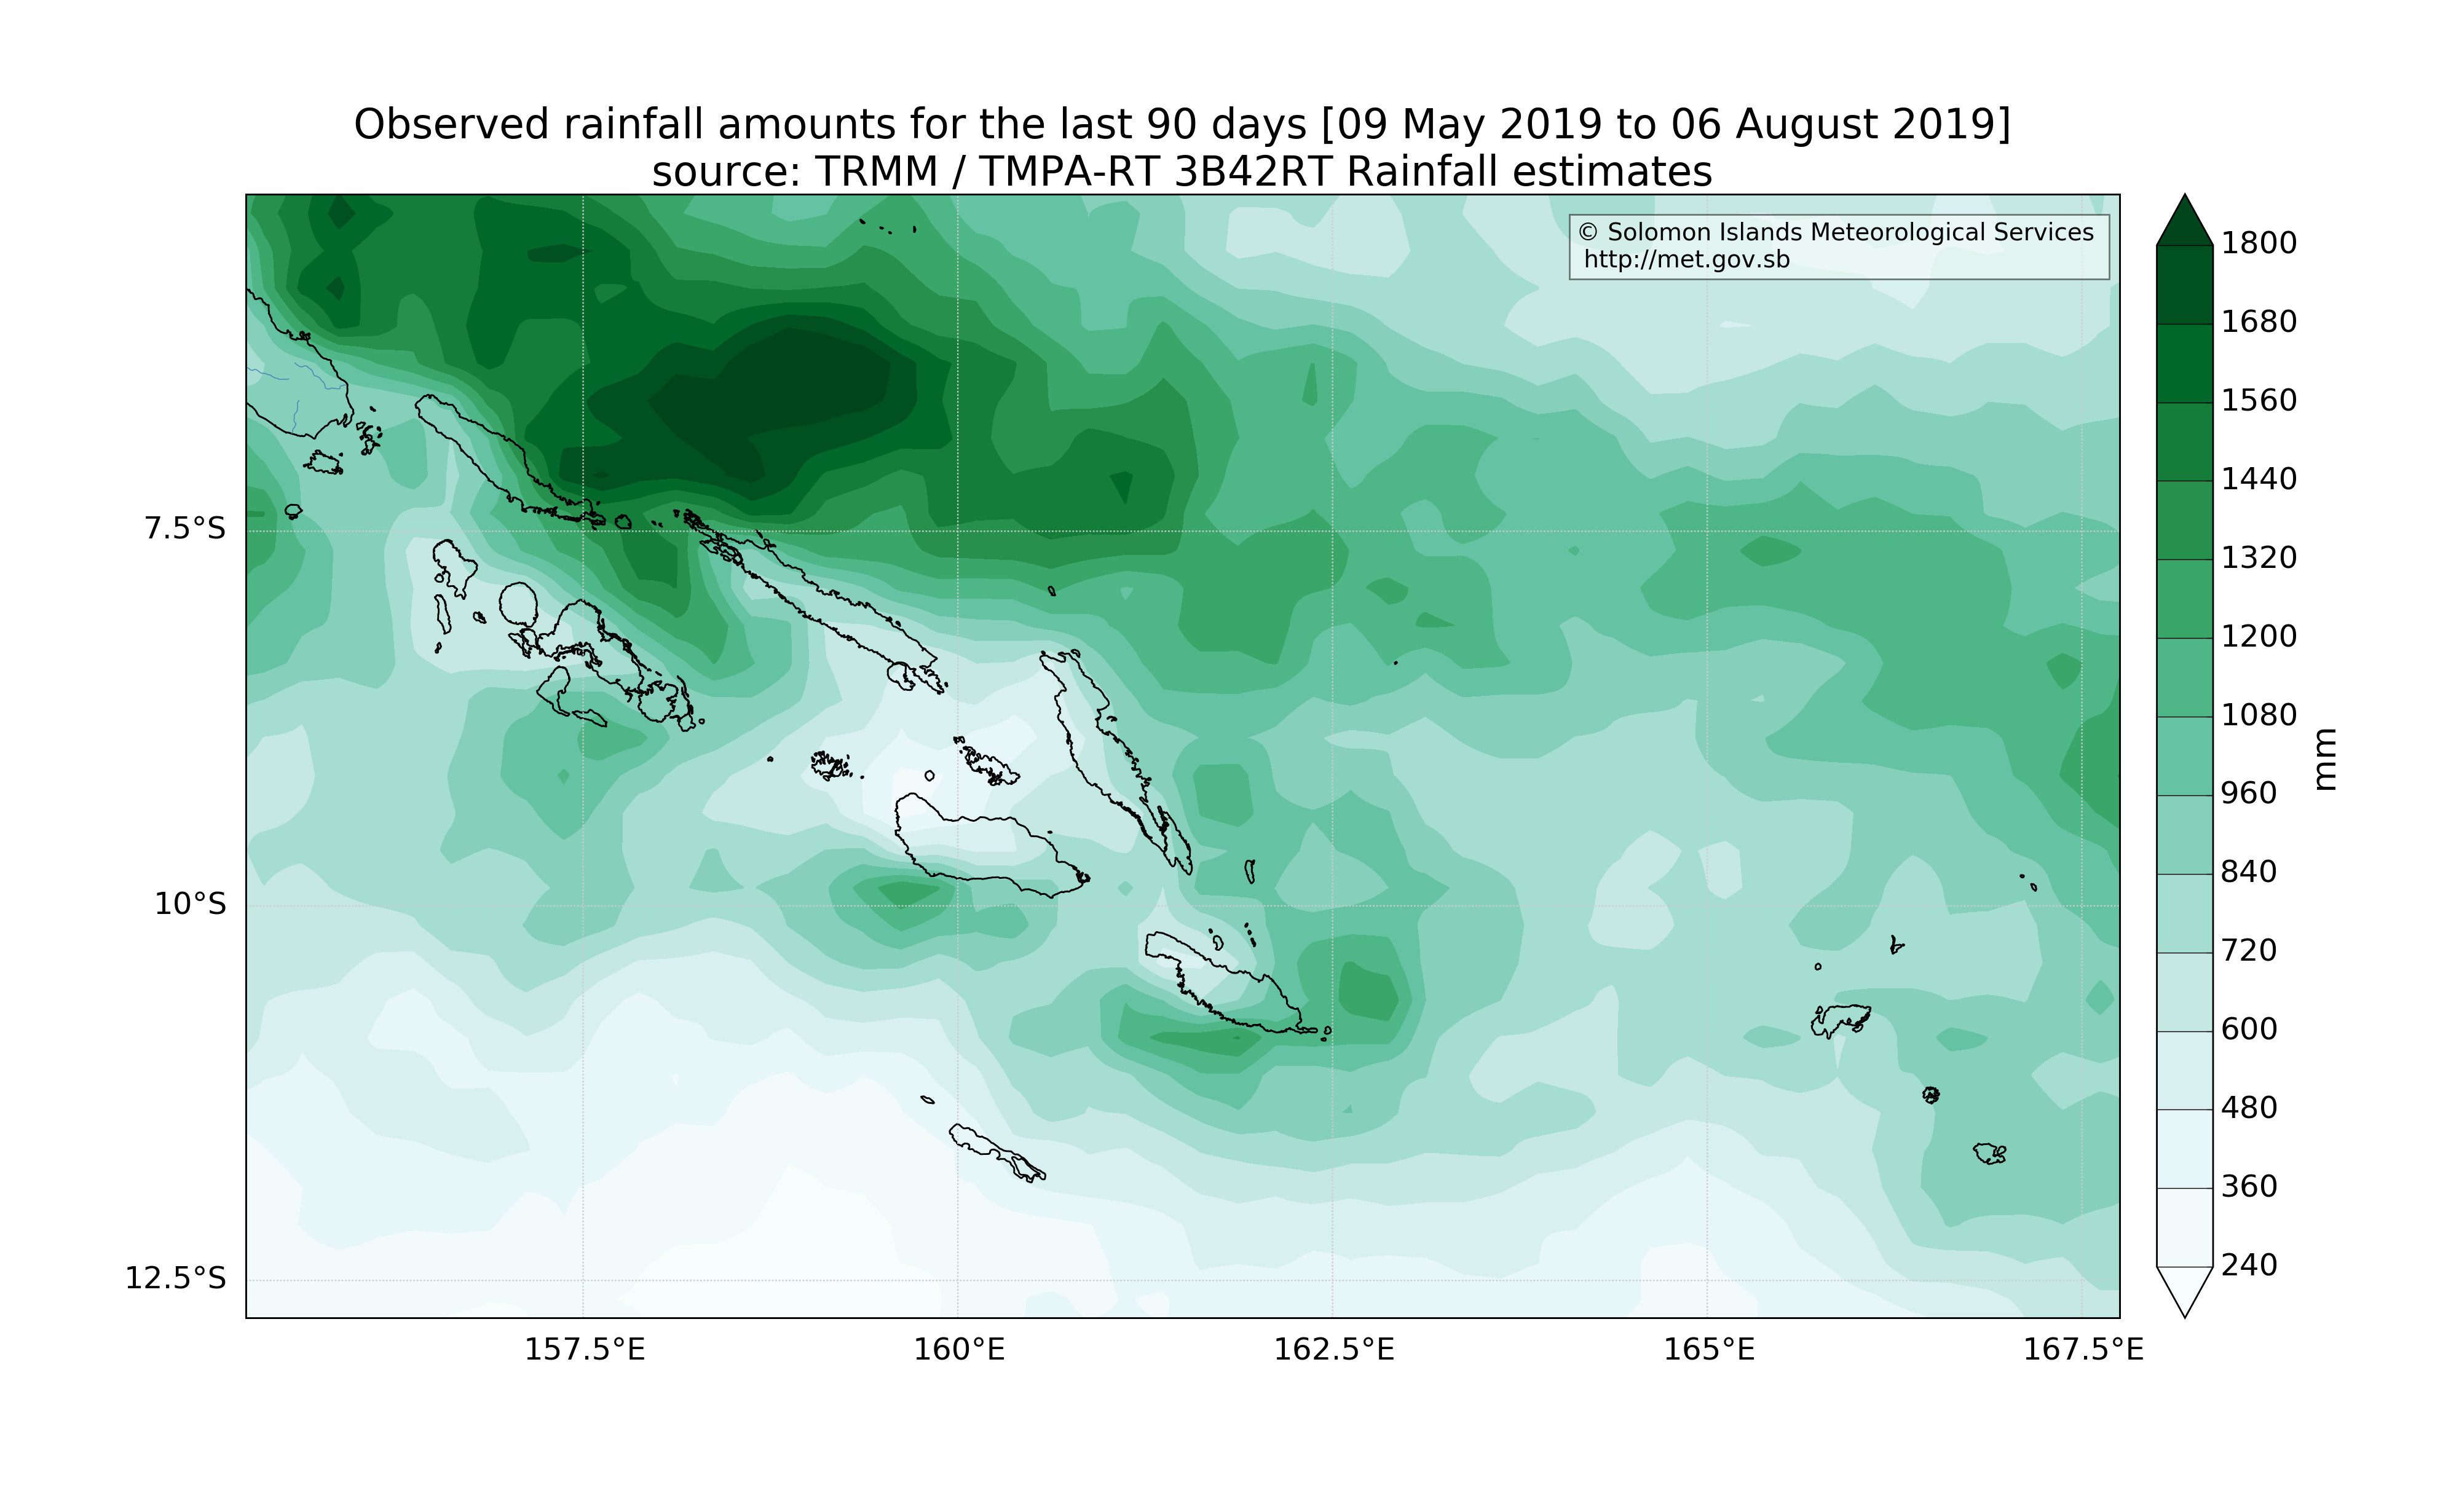 Observed rainfall amounts for the last 90 days [09 May 2019 to 06 August 2019]
source: TRMM / TMPA-RT 3B42RT Rainfall estimates
© Solomon Islands Meteorological Services
http://met.gov.sb
7.5°S
10°S
12.5°S
157.5°E
160°E
162.5°E
165°E
167.5°E
1800
1680
1560
1440
1320
1200
1080
960
840
720
600
480
360
240
mm